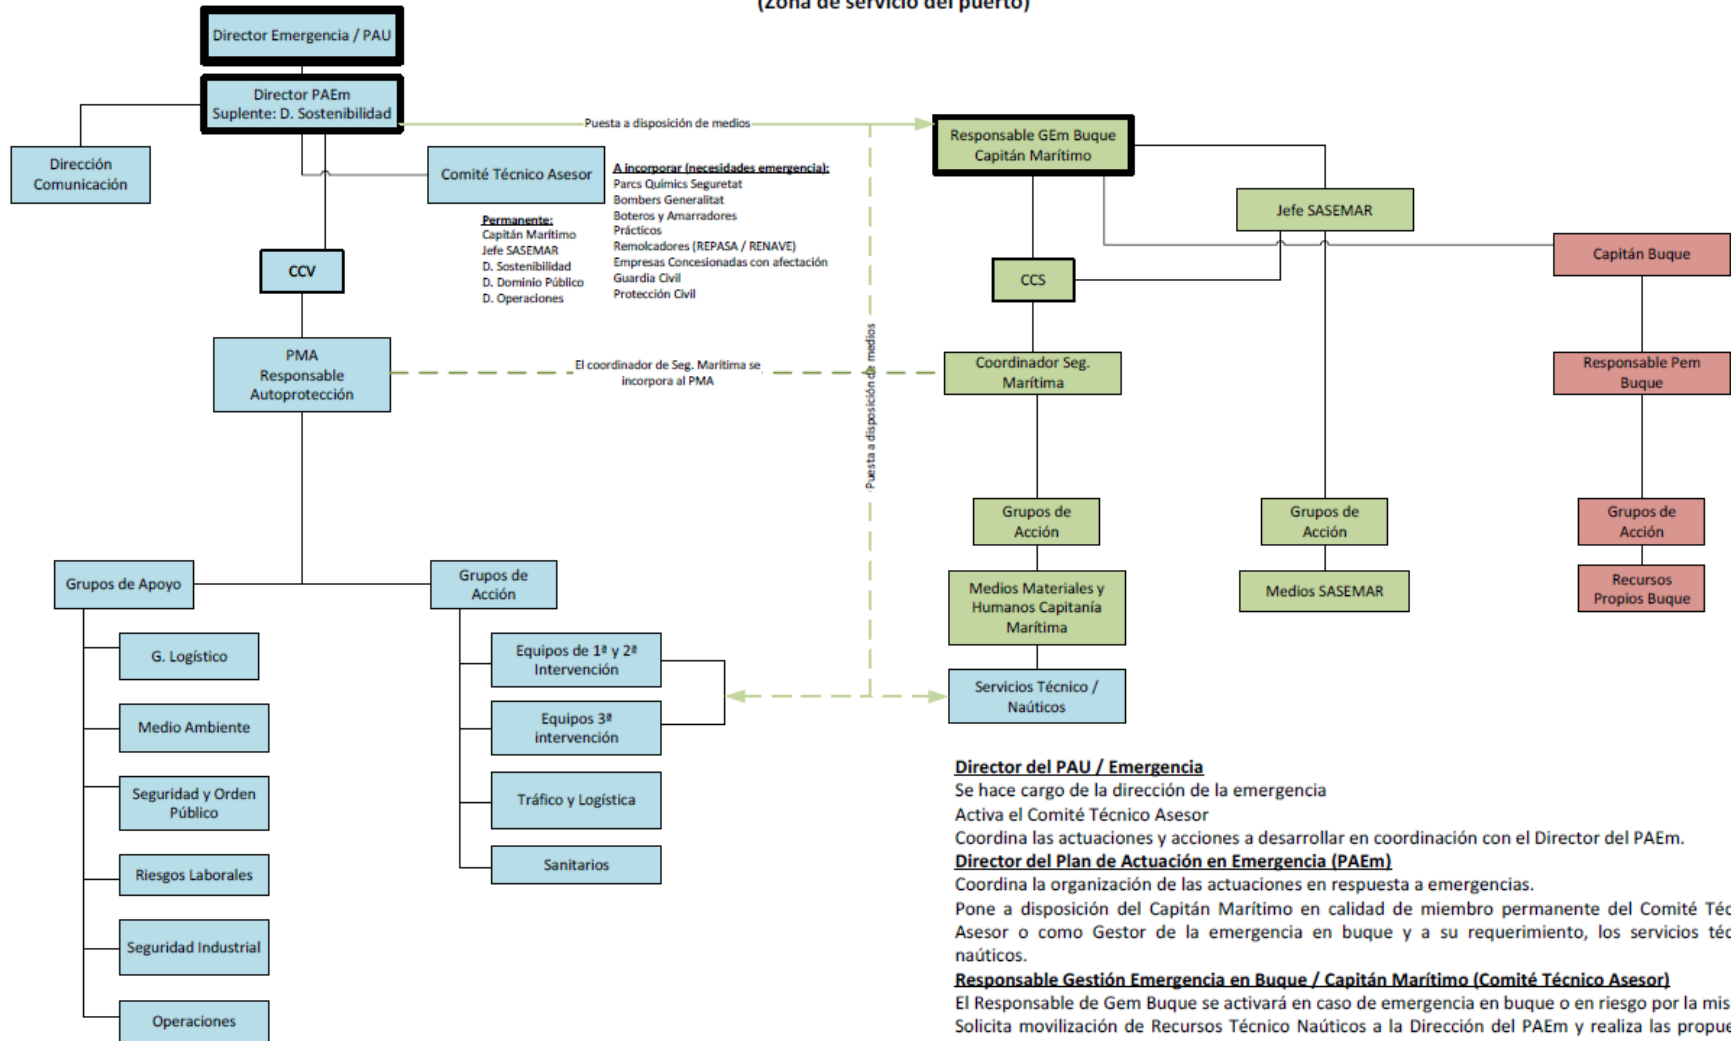 (Zona de servicio del puerto)
Director Emergencia / PAU
Director PAEm
Suplente: D. Sostenibilidad
Dirección
Comunicación
Comité Técnico Asesor
Permanente:
Capitán Marítimo
Jefe SASEMAR
D. Sostenibilidad
D. Dominio Público
D. Operaciones
A incorporar (necesidades emergencia):
Parcs Químics Seguretat
Bombers Generalitat
Boteros y Amarradores
Prácticos
Remolcadores (REPASA / RENAVE)
Empresas Concesionadas con afectación
Guardia Civil
Protección Civil
CCV
PMA
Responsable
Autoprotección
Grupos de Apoyo
G. Logístico
Medio Ambiente
Seguridad y Orden
Público
Riesgos Laborales
Seguridad Industrial
Operaciones
Grupos de
Acción
Equipos de 1ª y 2ª
Intervención
Equipos 3ª
intervención
Tráfico y Logística
Sanitarios
Puesta a disposición de medios
Puesta a disposición de medios
El coordinador de Seg. Marítima se
incorpora al PMA
Responsable GEm Buque
Capitán Marítimo
Jefe SASEMAR
CCS
Coordinador Seg.
Marítima
Grupos de
Acción
Medios Materiales y
Humanos Capitanía
Marítima
Servicios Técnico /
Naúticos
Grupos de
Acción
Medios SASEMAR
Capitán Buque
Responsable Pem
Buque
Grupos de
Acción
Recursos
Propios Buque
Director del PAU / Emergencia
Se hace cargo de la dirección de la emergencia
Activa el Comité Técnico Asesor
Coordina las actuaciones y acciones a desarrollar en coordinación con el Director del PAEm.
Director del Plan de Actuación en Emergencia (PAEm)
Coordina la organización de las actuaciones en respuesta a emergencias.
Pone a disposición del Capitán Marítimo en calidad de miembro permanente del Comité Téc
Asesor o como Gestor de la emergencia en buque y a su requerimiento, los servicios téc
naúticos.
Responsable Gestión Emergencia en Buque / Capitán Marítimo (Comité Técnico Asesor)
El Responsable de Gem Buque se activará en caso de emergencia en buque o en riesgo por la mis
Solicita movilización de Recursos Técnico Naúticos a la Dirección del PAEm y realiza las propue